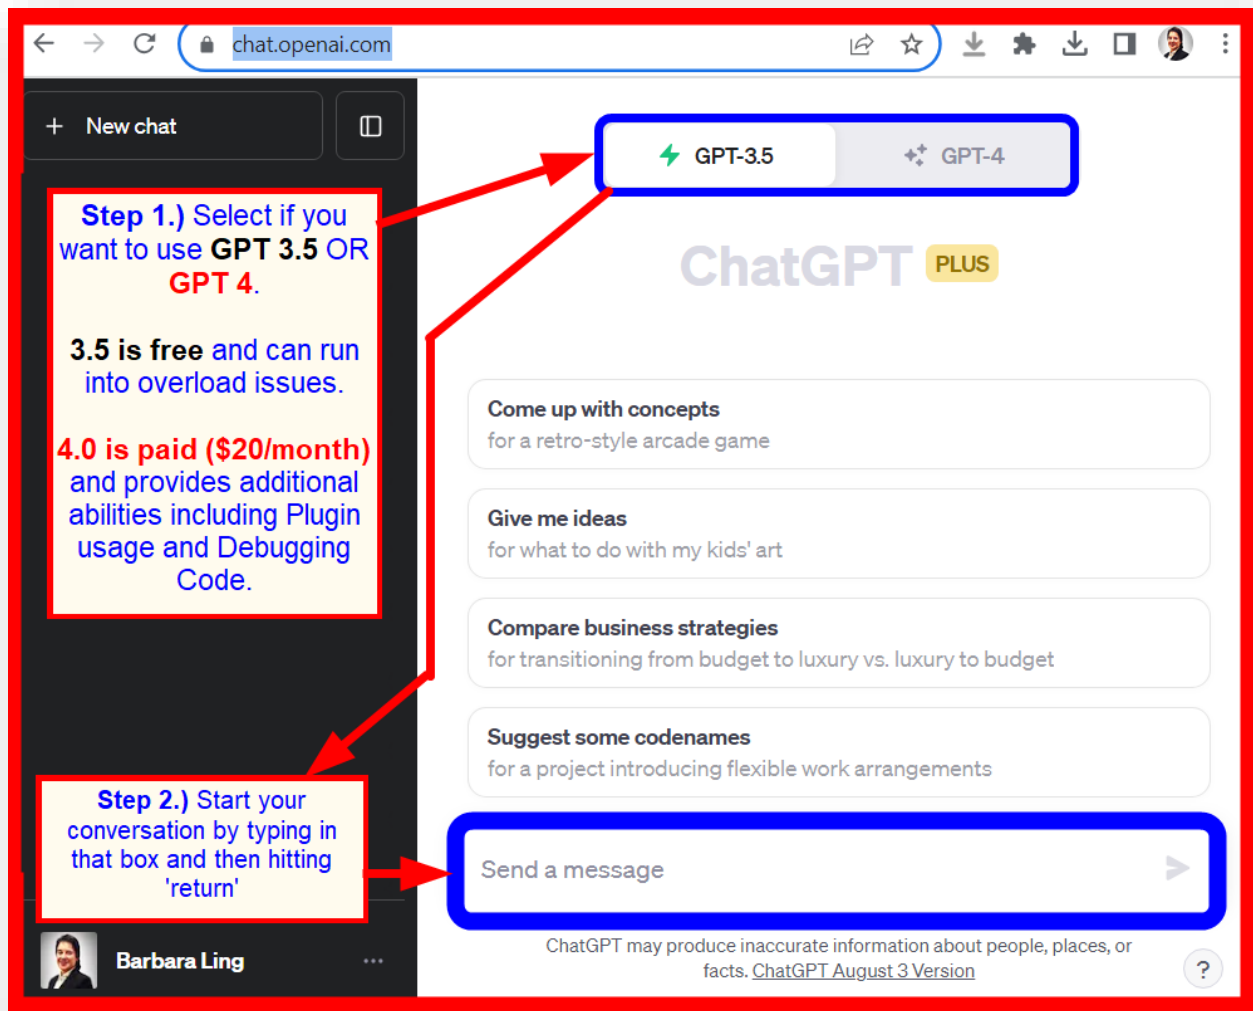 chat.openai.com
New chat
GPT-3.5
GPT-4
Step 1.) Select if you
want to use GPT 3.5 OR
GPT 4.
3.5 is free and can run
into overload issues.
4.0 is paid ($20/month)
and provides additional
abilities including Plugin
usage and Debugging
Code.
ChatGPT PLUS
Come up with concepts
for a retro-style arcade game
Give me ideas
for what to do with my kids' art
Compare business strategies
for transitioning from budget to luxury vs. luxury to budget
Suggest some codenames
for a project introducing flexible work arrangements
Step 2.) Start your
conversation by typing in
that box and then hitting
'return'
Send a message
Barbara Ling
ChatGPT may produce inaccurate information about people, places, or
facts. ChatGPT August 3 Version
?